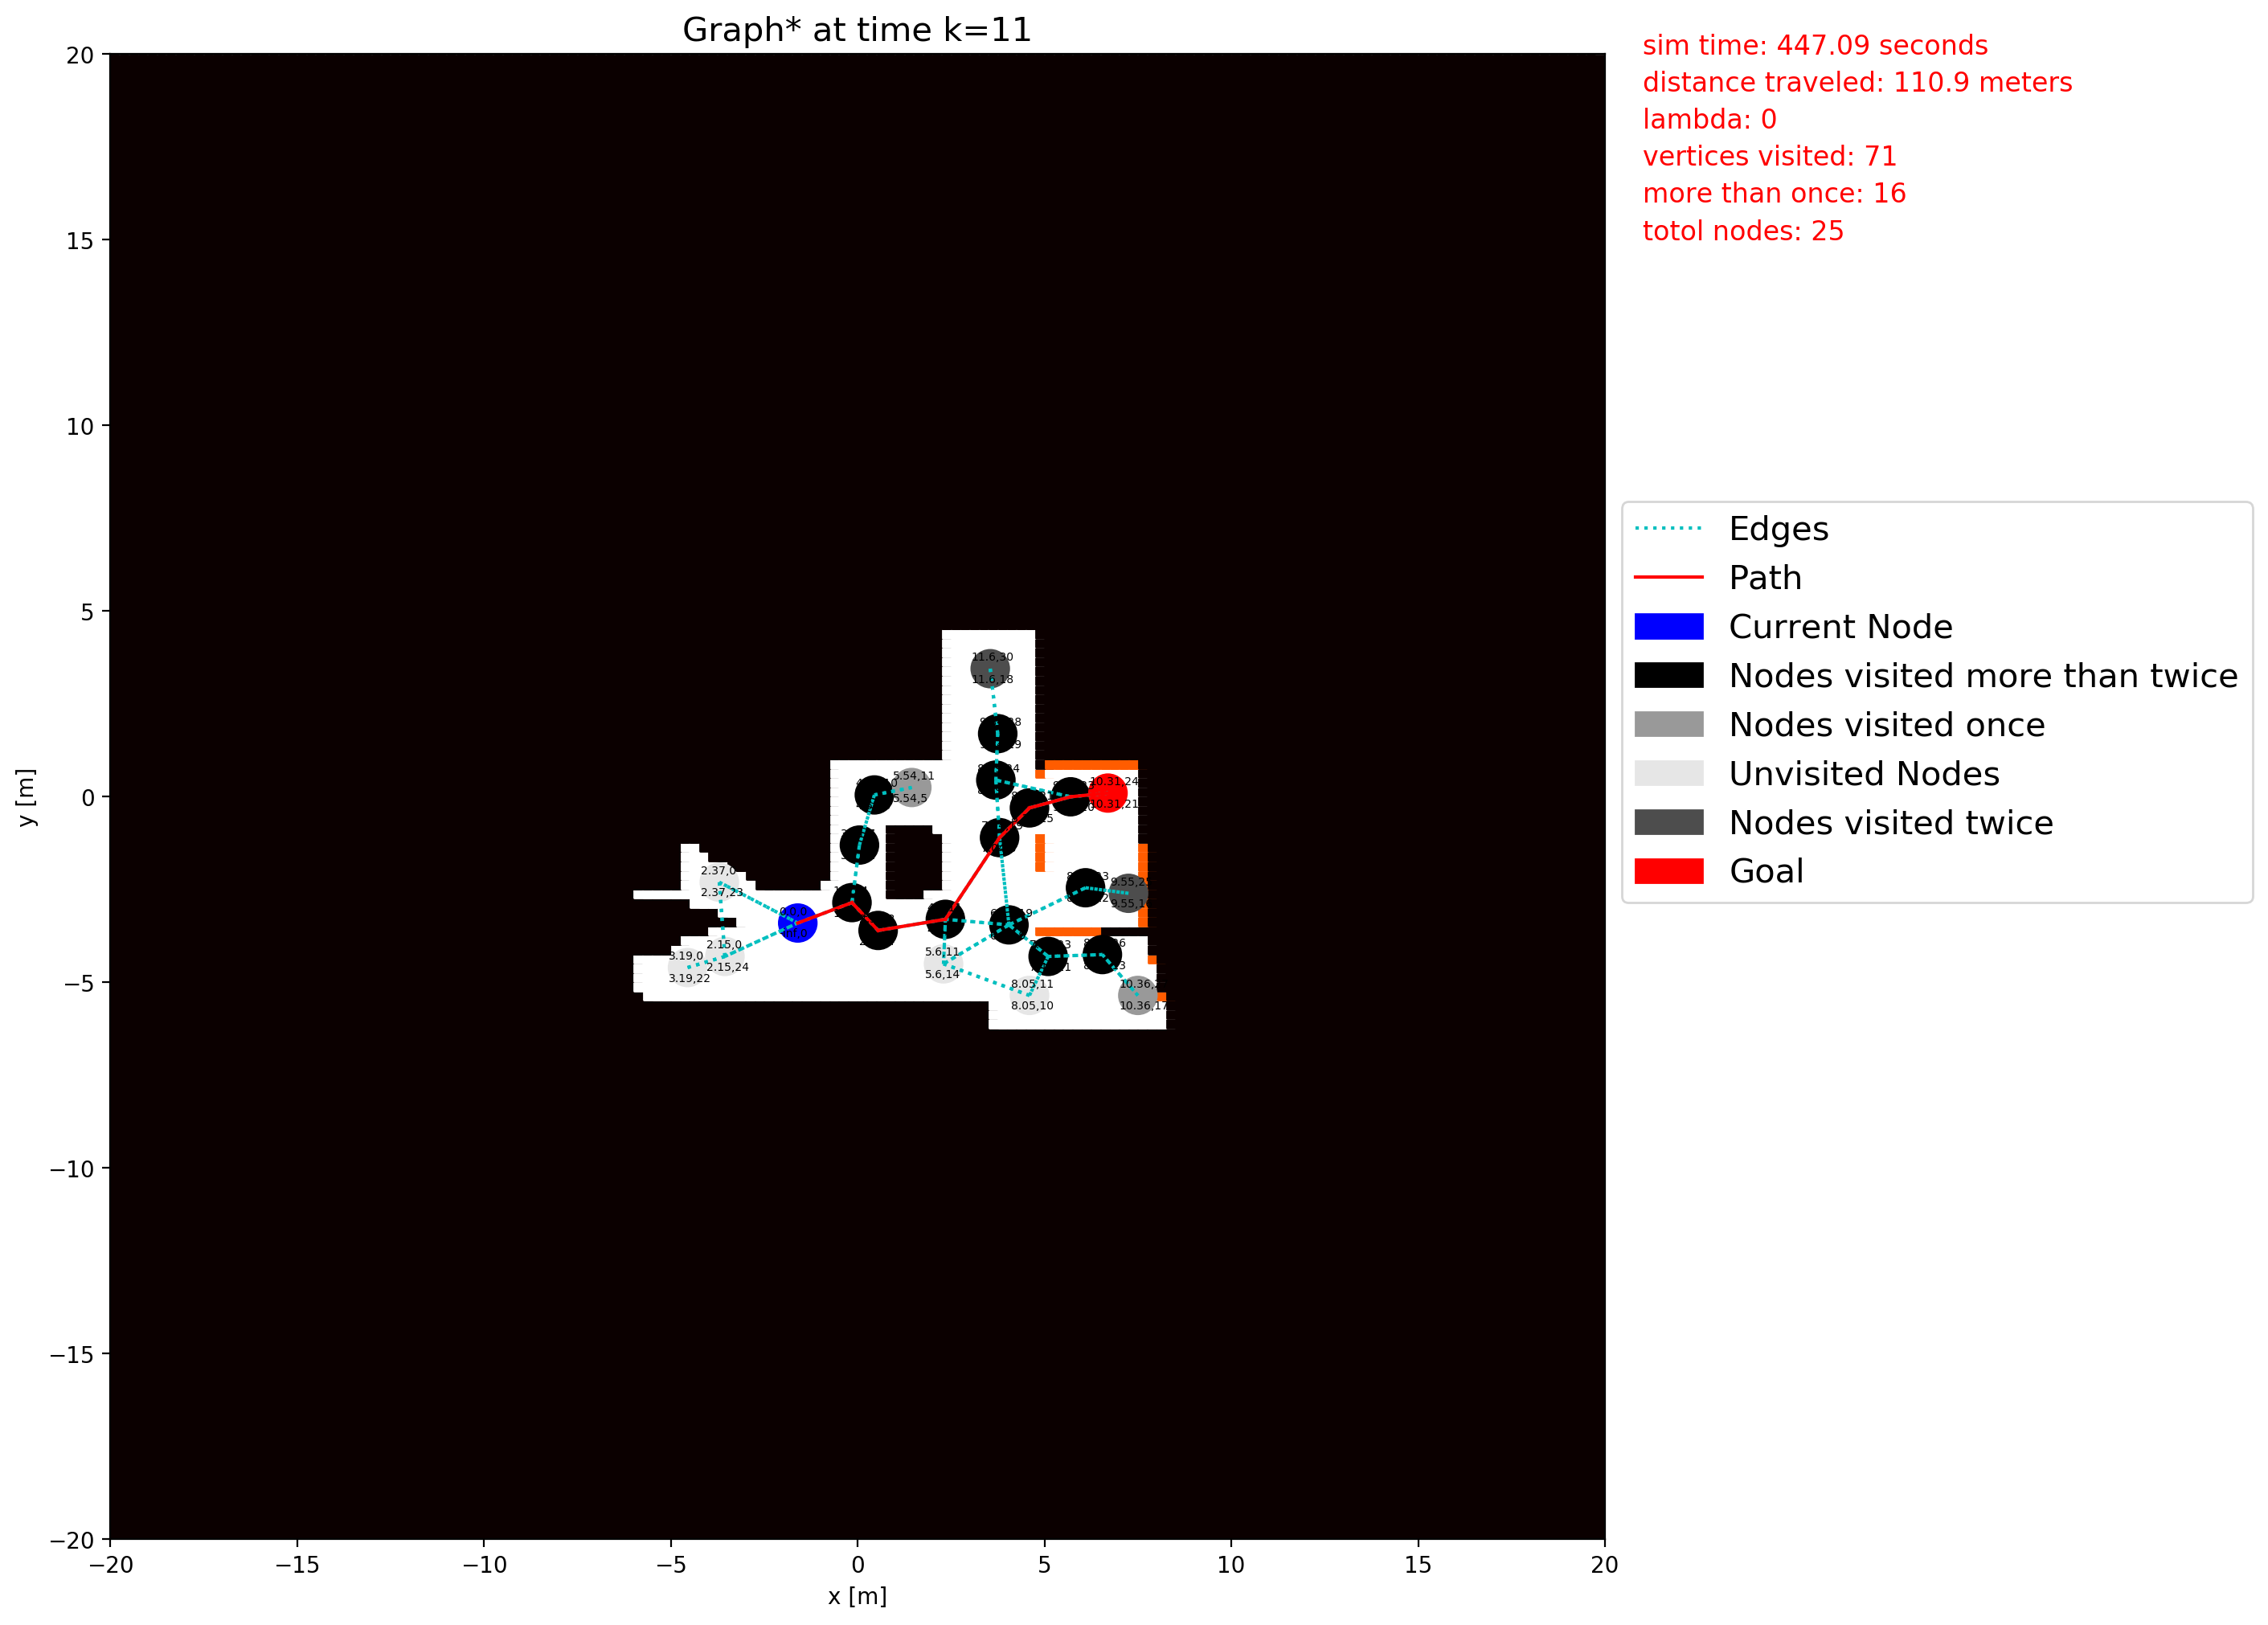 Graph* at time k=11
sim time: 447.09 seconds
distance traveled: 110.9 meters
lambda: 0
vertices visited: 71
more than once: 16
totol nodes: 25
20
15
10
5
0
−5
−10
−15
−20
y [m]
−20 −15 −10 −5 0 5 10 15 20
x [m]
Edges
Path
Current Node
Nodes visited more than twice
Nodes visited once
Unvisited Nodes
Nodes visited twice
Goal
11.6,30
11.6,18
5.54,11
5.54,5
10.31,24
10.31,21
2.37,0
2.37,23
2.15,0
2.15,24
3.19,0
3.19,22
5.6,11
5.6,14
8.05,11
8.05,10
10.36,17